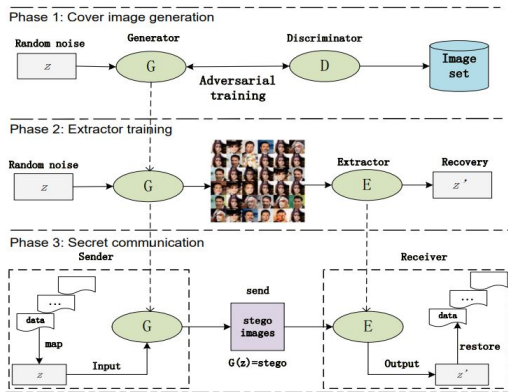 Phase 1: Cover image generation
Random noise
Generator
Discriminator
z
G
D
Image
set
Adversarial
training
Phase 2: Extractor training
Random noise
Extractor
Recovery
z
G
E
z'
Phase 3: Secret communication
Sender
Receiver
...
data
map
send
G
stego
images
E
...
data
restore
G(z)=stego
z
Input
Output
z'